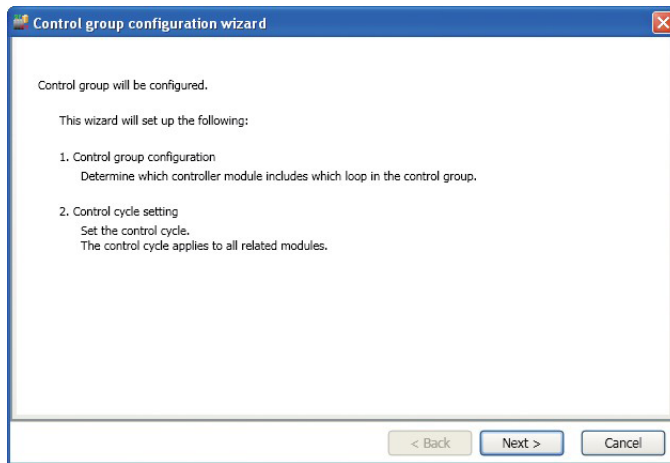 Control group configuration wizard
Control group will be configured.
This wizard will set up the following:
1. Control group configuration
Determine which controller module includes which loop in the control group.
2. Control cycle setting
Set the control cycle.
The control cycle applies to all related modules.
< Back Next > Cancel